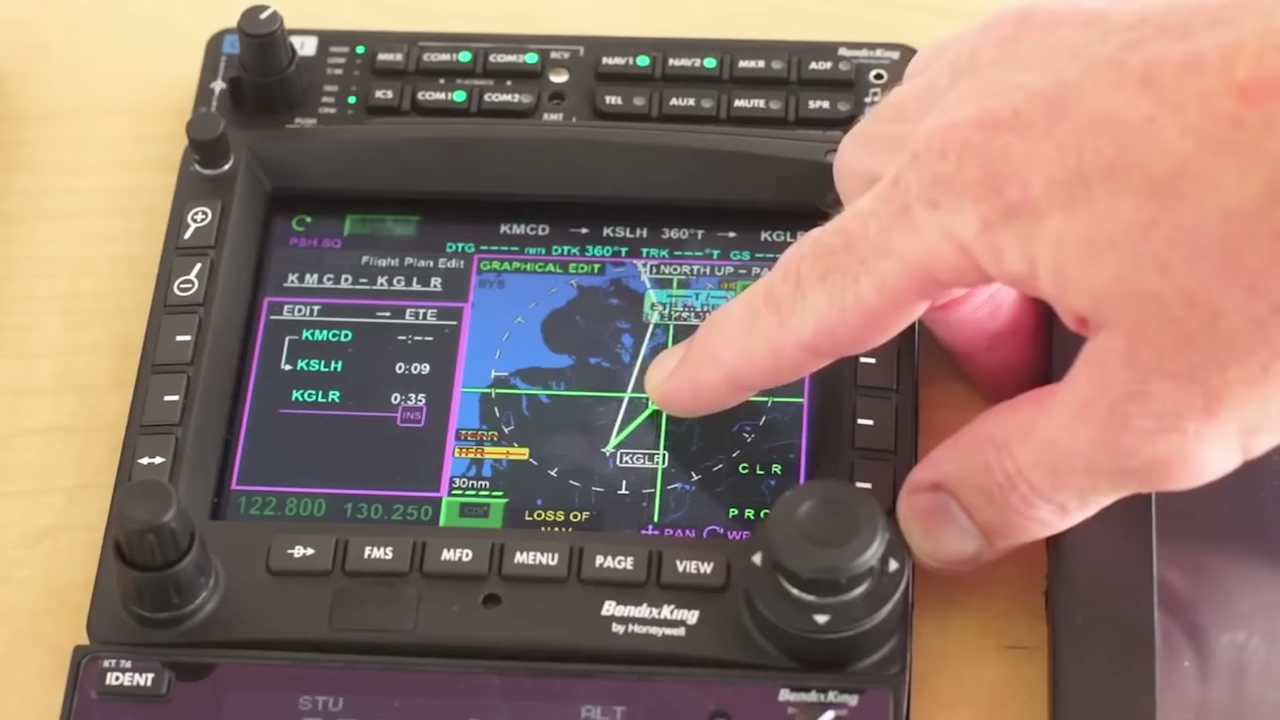 MKR COM1 COM2 RCV
NAV1 NAV2 MKR ADF
BendixKing
ICS COM1 COM2 XMT
TEL AUX MUTE SPR
KMCD → KSLH 360°T → KGLR
PSH SQ
DTG ---- nm DTK 360°T TRK ---°T GS ---
Flight Plan Edit
KMCD-KGLR
GRAPHICAL EDIT
NORTH UP - PA
EDIT → ETE
KMCD -:--
KSLH 0:09
KGLR 0:35
INS
TERR
TFR
KGLR
CLR
30nm
122.800 130.250
LOSS OF
NAV
PRO
PAN
FMS MFD MENU PAGE VIEW
BendixKing
by Honeywell
KT 74
IDENT
STU
ALT
BendixKing